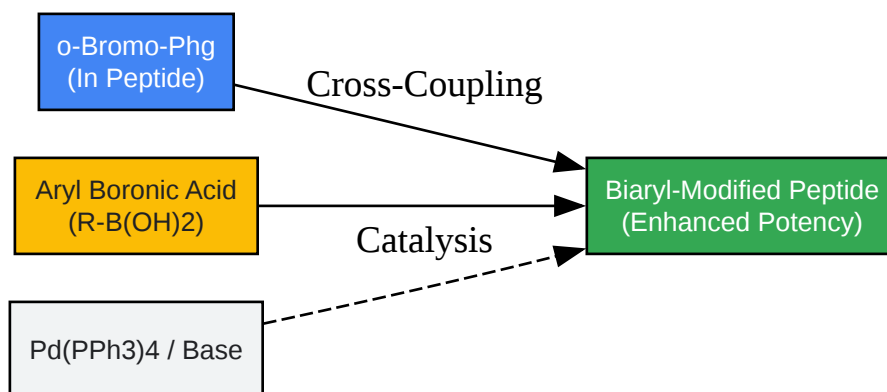 o-Bromo-Phg
(In Peptide)
Cross-Coupling
Aryl Boronic Acid
(R-B(OH)2)
Biaryl-Modified Peptide
(Enhanced Potency)
Catalysis
Pd(PPh3)4 / Base